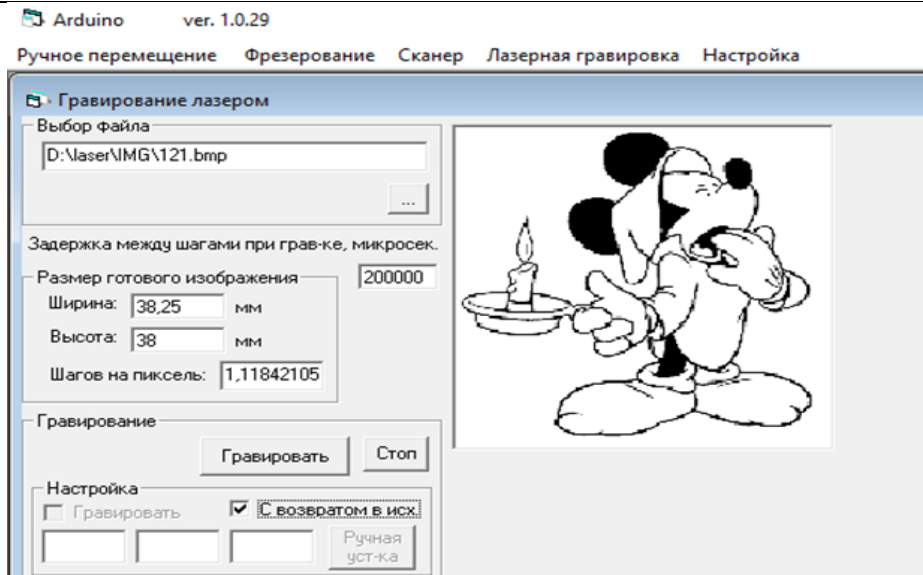 Arduino ver. 1.0.29
Ручное перемещение Фрезерование Сканер Лазерная гравировка Настройка
Гравирование лазером
Выбор файла
D:\laser\IMG\121.bmp
...
Задержка между шагами при грав-ке, микросек.
200000
Размер готового изображения
Ширина: 38,25 мм
Высота: 38 мм
Шагов на пиксель: 1,11842105
Гравирование
Гравировать Стоп
Настройка
Гравировать С возвратом в исх.
Ручная
уст-ка